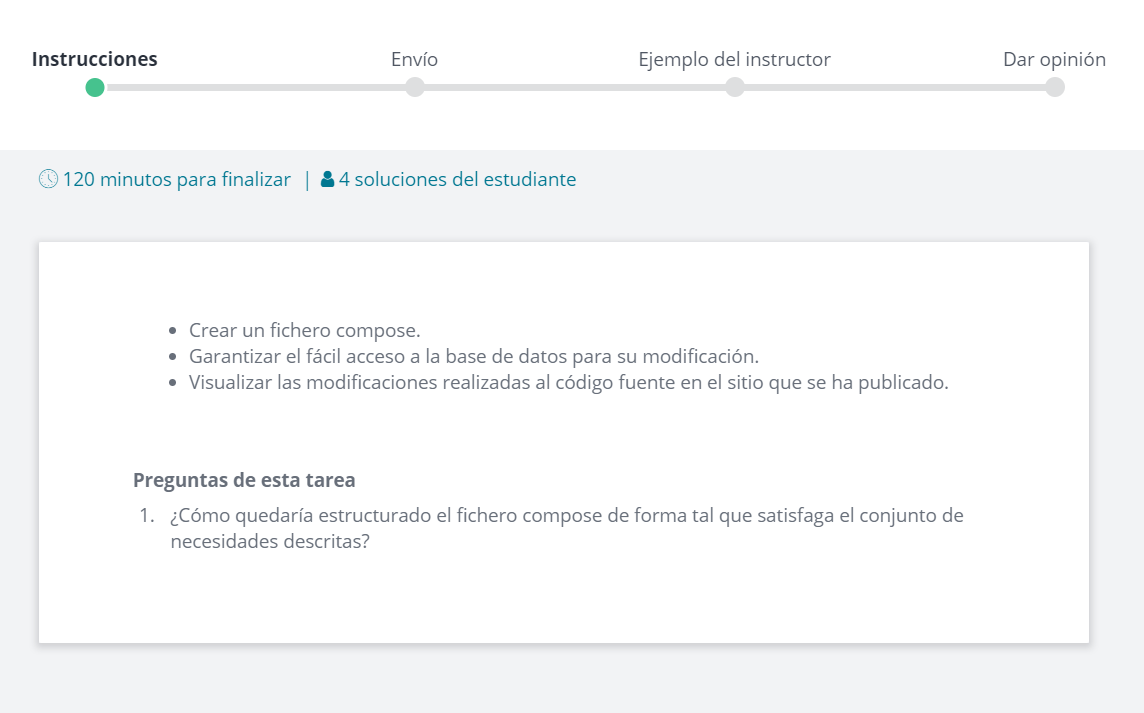 Instrucciones
Envío
Ejemplo del instructor
Dar opinión
120 minutos para finalizar | 4 soluciones del estudiante
• Crear un fichero compose.
• Garantizar el fácil acceso a la base de datos para su modificación.
• Visualizar las modificaciones realizadas al código fuente en el sitio que se ha publicado.
Preguntas de esta tarea
1. ¿Cómo quedaría estructurado el fichero compose de forma tal que satisfaga el conjunto de
necesidades descritas?